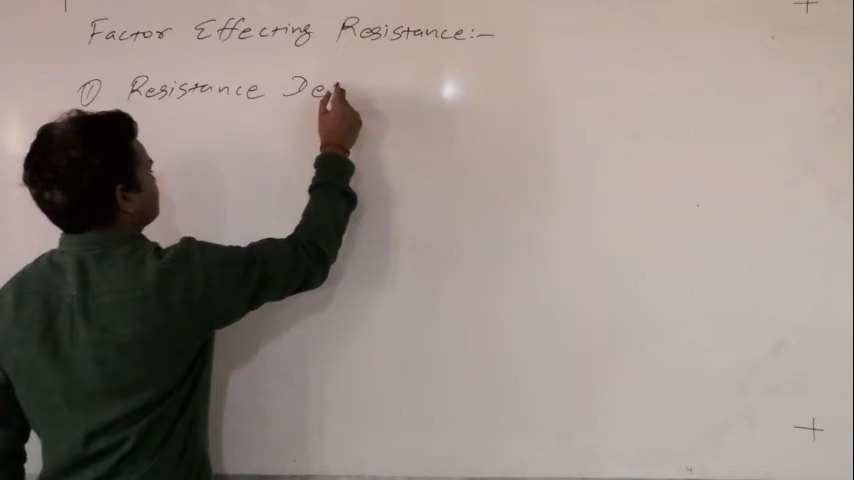 Factor Effecting Resistance:-
① Resistance De